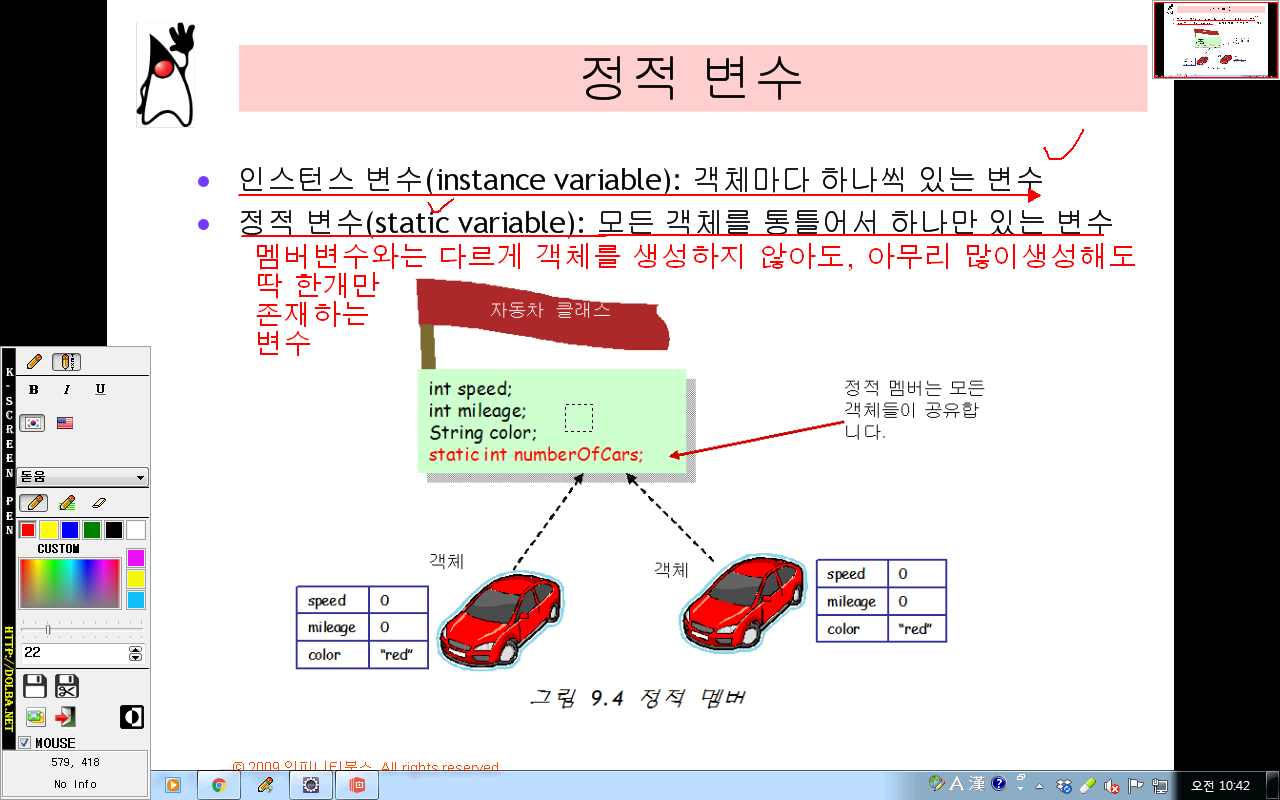 정적 변수
인스턴스 변수(instance variable): 객체마다 하나씩 있는 변수
정적 변수(static variable): 모든 객체를 통틀어서 하나만 있는 변수
멤버변수와는 다르게 객체를 생성하지 않아도, 아무리 많이생성해도
딱 한개만
존재하는
변수
자동차 클래스
int speed;
int mileage;
String color;
static int numberOfCars;
정적 멤버는 모든
객체들이 공유합
니다.
객체
speed 0
mileage 0
color "red"
객체
speed 0
mileage 0
color "red"
그림 9.4 정적 멤버
© 2009 인피니티북스 All rights reserved
K-SCREEN PEN
HTTP://DOLBA.NET
B I U
돋움
CUSTOM
22
MOUSE
579, 418
No Info
A 漢
오전 10:42